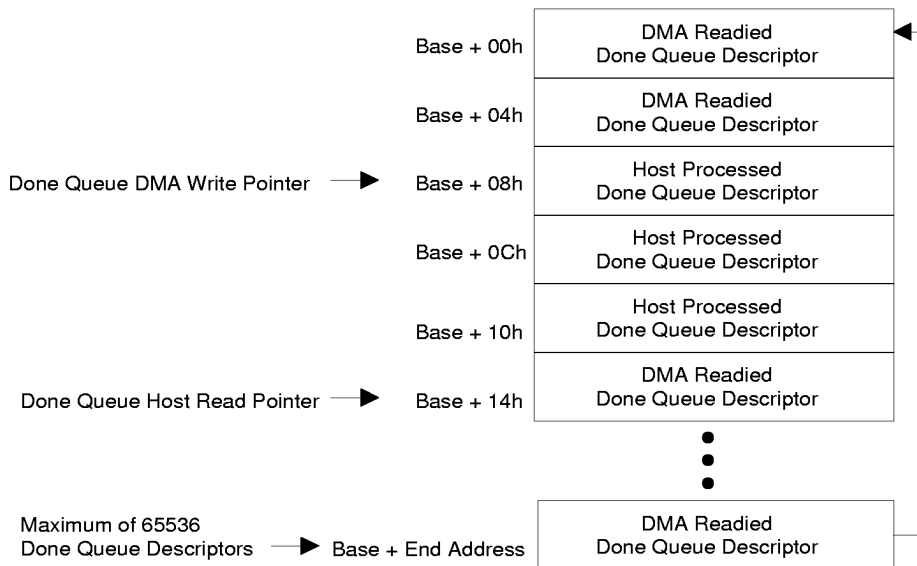 Base + 00h
DMA Readied
Done Queue Descriptor
Base + 04h
DMA Readied
Done Queue Descriptor
Done Queue DMA Write Pointer
Base + 08h
Host Processed
Done Queue Descriptor
Base + 0Ch
Host Processed
Done Queue Descriptor
Base + 10h
Host Processed
Done Queue Descriptor
Done Queue Host Read Pointer
Base + 14h
DMA Readied
Done Queue Descriptor
Maximum of 65536
Done Queue Descriptors
Base + End Address
DMA Readied
Done Queue Descriptor